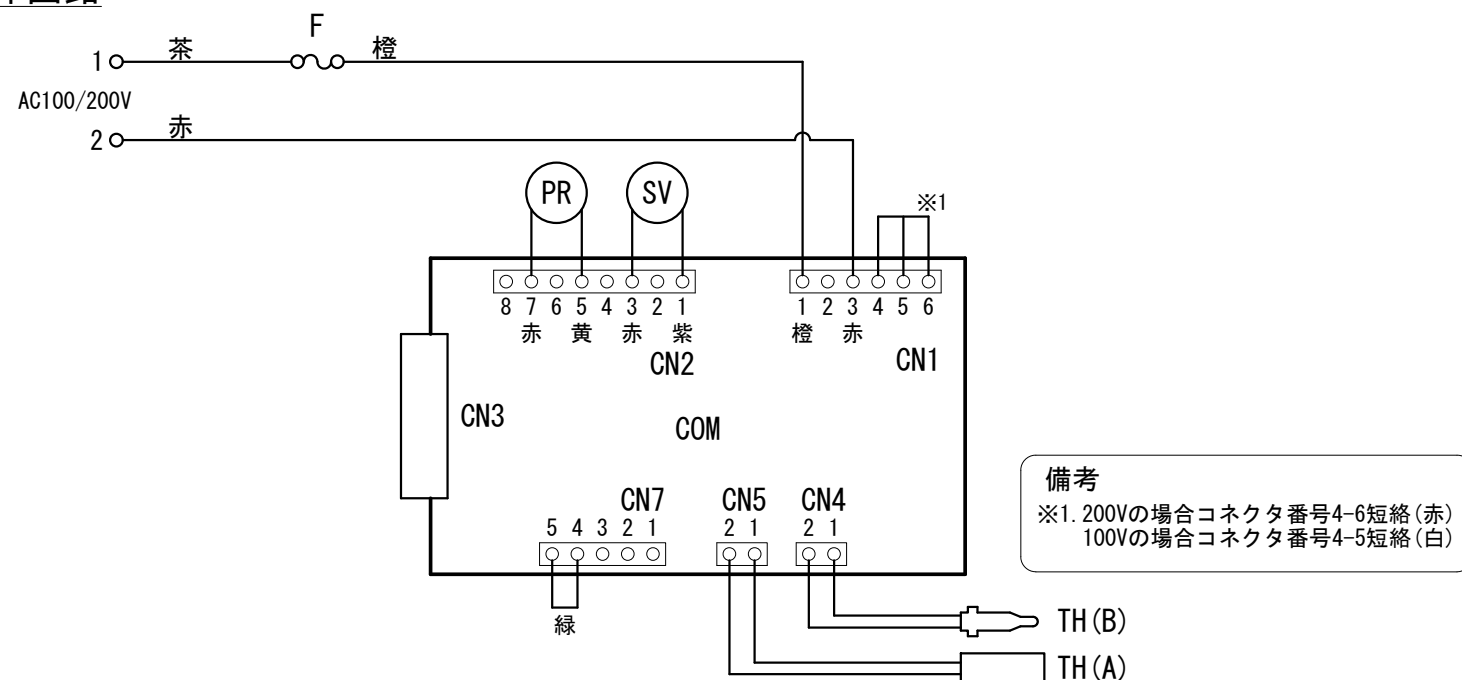 F
1 茶 橙
AC100/200V
2 赤
PR SV
※1
8 7 6 5 4 3 2 1
赤 黄 赤 紫
1 2 3 4 5 6
橙 赤
CN2
CN1
CN3
COM
CN7
5 4 3 2 1
CN5
2 1
CN4
2 1
緑
備考
※1.200Vの場合コネクタ番号4-6短絡(赤)
100Vの場合コネクタ番号4-5短絡(白)
TH(B)
TH(A)